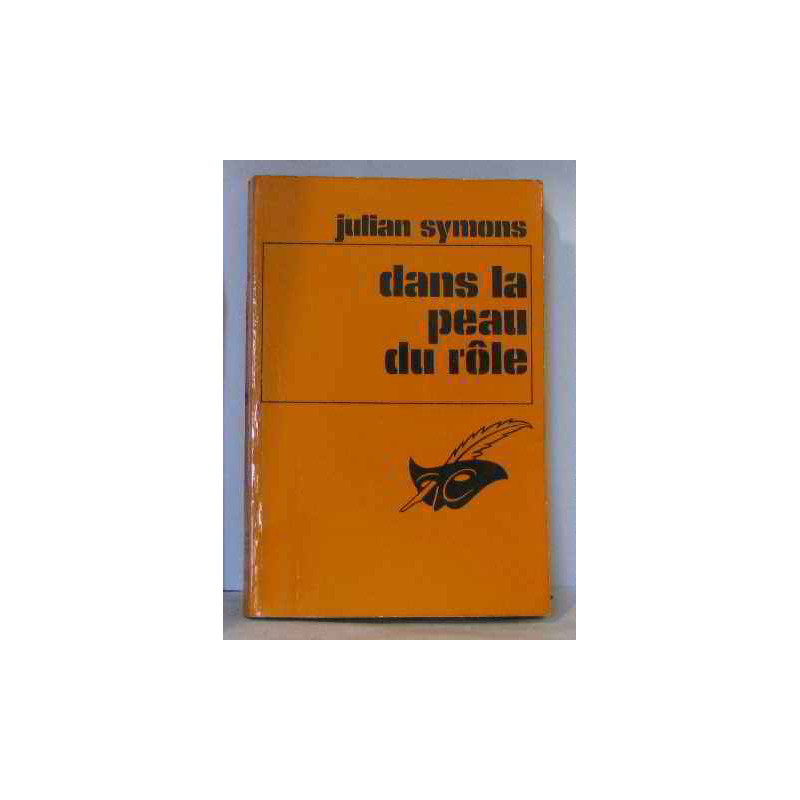 julian symons
dans la
peau
du rôle